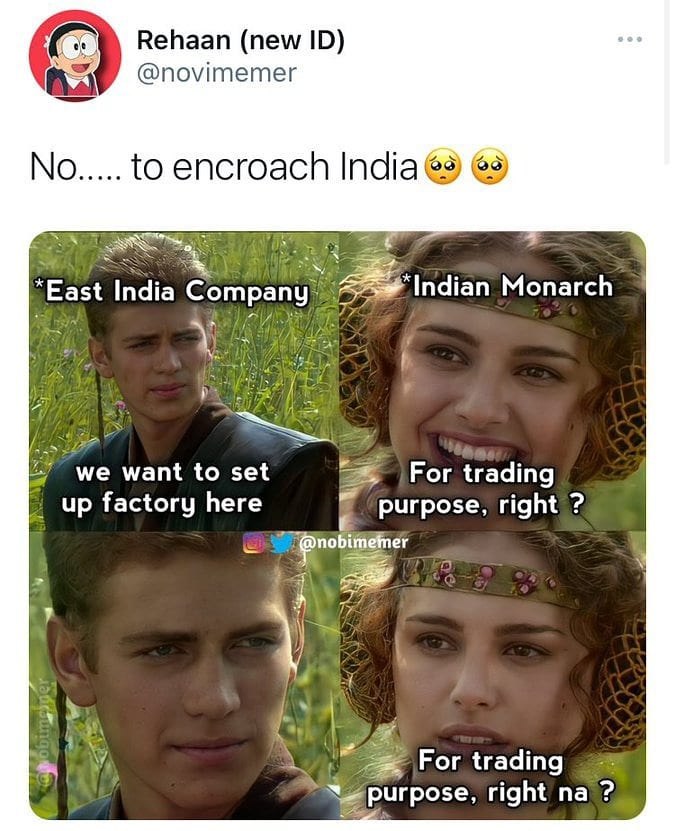 Rehaan (new ID)
@novimemer
No..... to encroach India🥺 🥺
*East India Company
we want to set
up factory here
*Indian Monarch
For trading
purpose, right ?
@nobimemer
@nobimemer
For trading
purpose, right na ?